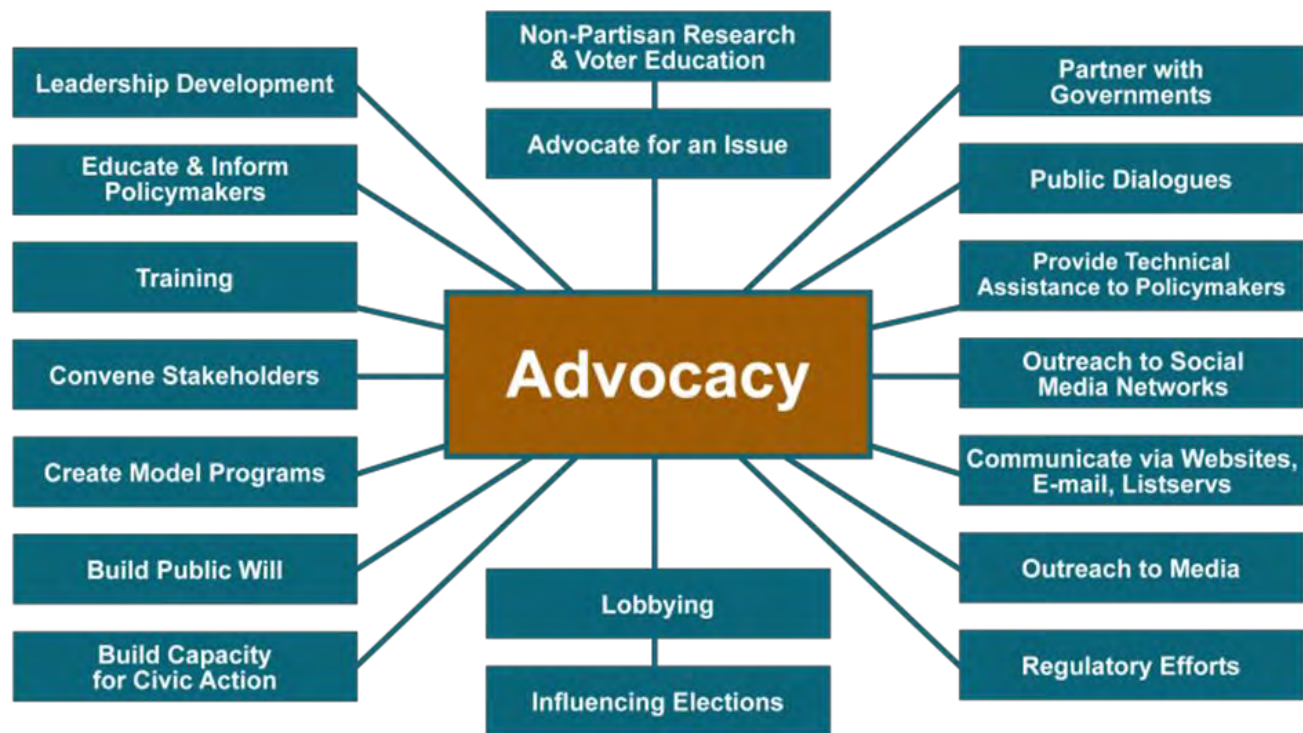 Leadership Development
Educate & Inform
Policymakers
Training
Convene Stakeholders
Create Model Programs
Build Public Will
Build Capacity
for Civic Action
Non-Partisan Research
& Voter Education
Advocate for an Issue
Advocacy
Lobbying
Influencing Elections
Partner with
Governments
Public Dialogues
Provide Technical
Assistance to Policymakers
Outreach to Social
Media Networks
Communicate via Websites,
E-mail, Listservs
Outreach to Media
Regulatory Efforts